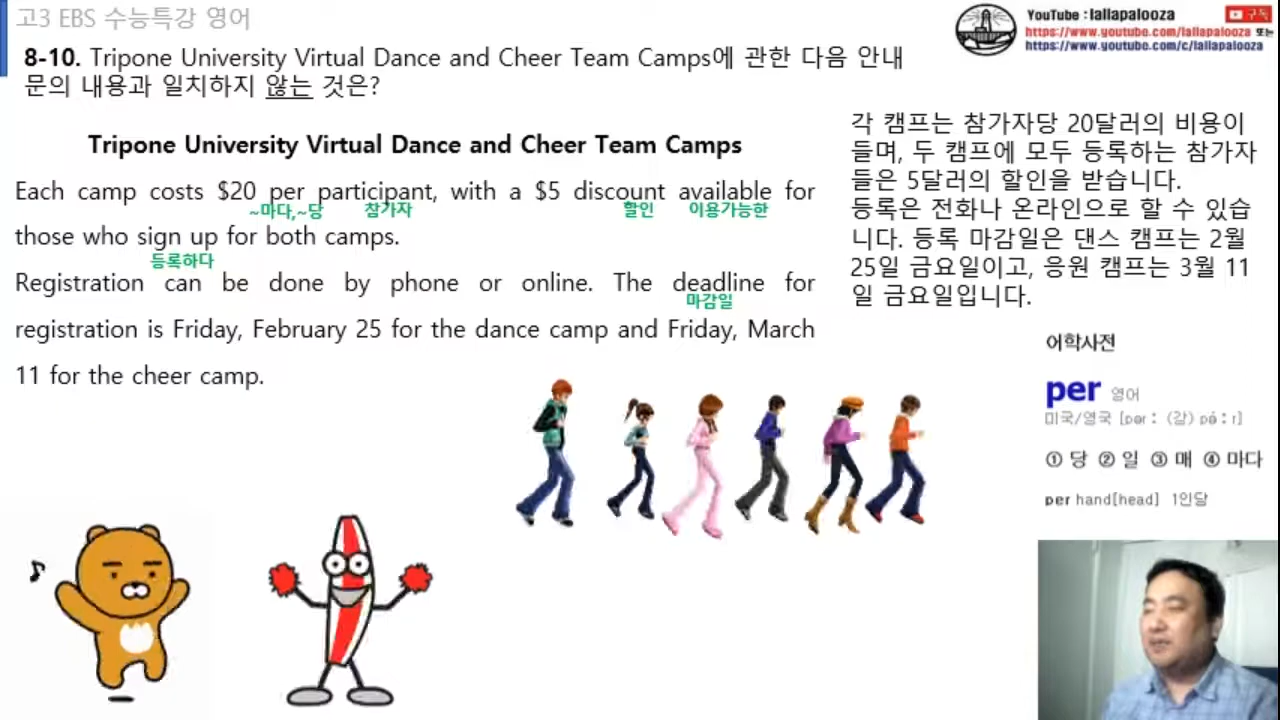 고3 EBS 수능특강 영어
YouTube : lallapalooza
구독
https://www.youtube.com/lallapalooza 또는
https://www.youtube.com/c/lallapalooza
8-10. Tripone University Virtual Dance and Cheer Team Camps에 관한 다음 안내
문의 내용과 일치하지 않는 것은?
Tripone University Virtual Dance and Cheer Team Camps
Each camp costs $20 per participant, with a $5 discount available for
~마다,~당 참가자 할인 이용가능한
those who sign up for both camps.
등록하다
Registration can be done by phone or online. The deadline for
마감일
registration is Friday, February 25 for the dance camp and Friday, March
11 for the cheer camp.
각 캠프는 참가자당 20달러의 비용이
들며, 두 캠프에 모두 등록하는 참가자
들은 5달러의 할인을 받습니다.
등록은 전화나 온라인으로 할 수 있습
니다. 등록 마감일은 댄스 캠프는 2월
25일 금요일이고, 응원 캠프는 3월 11
일 금요일입니다.
어학사전
per 영어
미국/영국 [pər; (강) pə́ːr]
① 당 ② 일 ③ 매 ④ 마다
per hand[head] 1인당